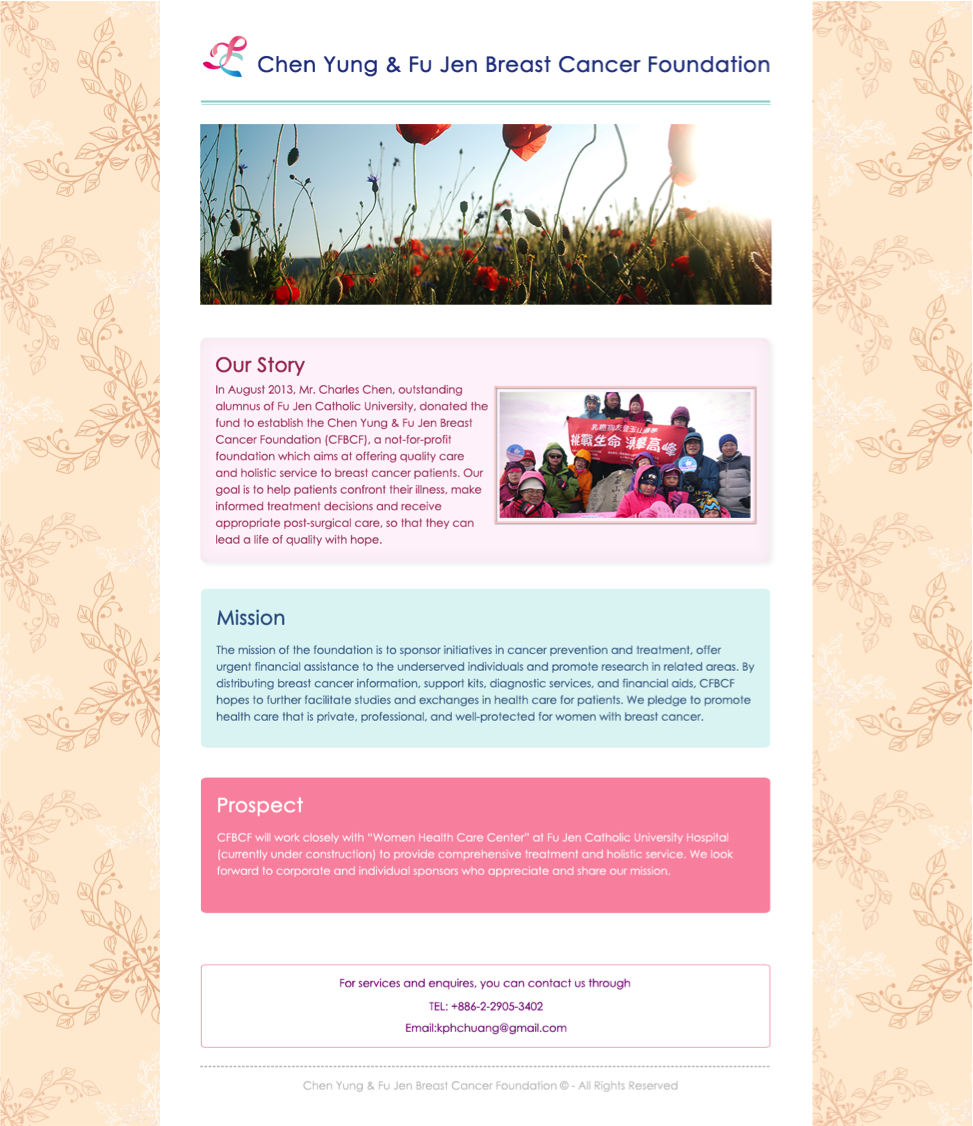 Chen Yung & Fu Jen Breast Cancer Foundation
Our Story
In August 2013, Mr. Charles Chen, outstanding
alumnus of Fu Jen Catholic University, donated the
fund to establish the Chen Yung & Fu Jen Breast
Cancer Foundation (CFBCF), a not-for-profit
foundation which aims at offering quality care
and holistic service to breast cancer patients. Our
goal is to help patients confront their illness, make
informed treatment decisions and receive
appropriate post-surgical care, so that they can
lead a life of quality with hope.
挑戰生命 攀高峰
Mission
The mission of the foundation is to sponsor initiatives in cancer prevention and treatment, offer
urgent financial assistance to the underserved individuals and promote research in related areas. By
distributing breast cancer information, support kits, diagnostic services, and financial aids, CFBCF
hopes to further facilitate studies and exchanges in health care for patients. We pledge to promote
health care that is private, professional, and well-protected for women with breast cancer.
Prospect
CFBCF will work closely with “Women Health Care Center” at Fu Jen Catholic University Hospital
(currently under construction) to provide comprehensive treatment and holistic service. We look
forward to corporate and individual sponsors who appreciate and share our mission.
For services and enquires, you can contact us through
TEL: +886-2-2905-3402
Email:kphchuang@gmail.com
Chen Yung & Fu Jen Breast Cancer Foundation © - All Rights Reserved